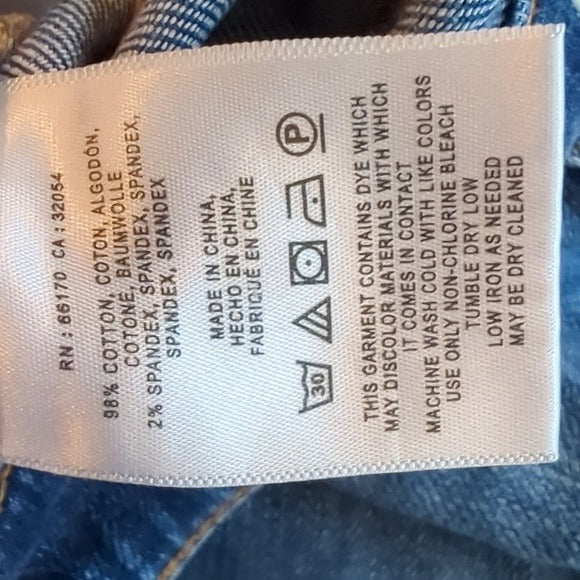 RN : 66170 CA : 32054
98% COTTON, COTON, ALGODÓN,
COTONE, BAUMWOLLE
2% SPANDEX, SPANDEX, SPANDEX,
SPANDEX, SPANDEX
MADE IN CHINA,
HECHO EN CHINA,
FABRIQUÉ EN CHINE
30
P
THIS GARMENT CONTAINS DYE WHICH
MAY DISCOLOR MATERIALS WITH WHICH
IT COMES IN CONTACT
MACHINE WASH COLD WITH LIKE COLORS
USE ONLY NON-CHLORINE BLEACH
TUMBLE DRY LOW
LOW IRON AS NEEDED
MAY BE DRY CLEANED